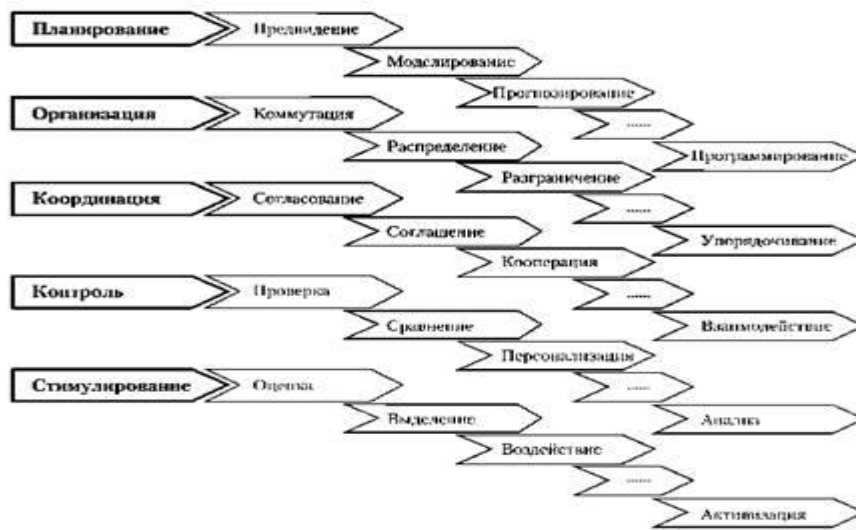 Планирование
Предвидение
Моделирование
Прогнозирование
......
Программирование
Организация
Коммутация
Распределение
Разграничение
......
Упорядочивание
Координация
Согласование
Соглашение
Кооперация
......
Взаимодействие
Контроль
Проверка
Сравнение
Персонализация
......
Анализ
Стимулирование
Оценка
Выделение
Воздействие
......
Активизация